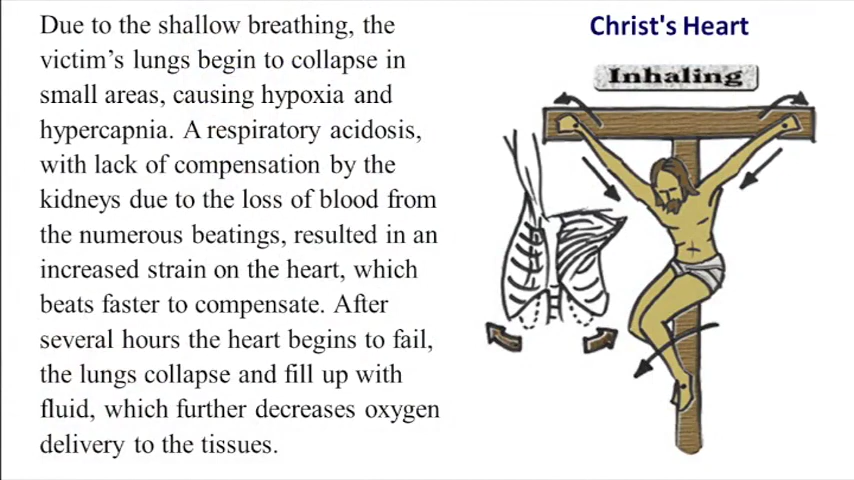 Due to the shallow breathing, the
victim's lungs begin to collapse in
small areas, causing hypoxia and
hypercapnia. A respiratory acidosis,
with lack of compensation by the
kidneys due to the loss of blood from
the numerous beatings, resulted in an
increased strain on the heart, which
beats faster to compensate. After
several hours the heart begins to fail,
the lungs collapse and fill up with
fluid, which further decreases oxygen
delivery to the tissues.
Christ's Heart
Inhaling